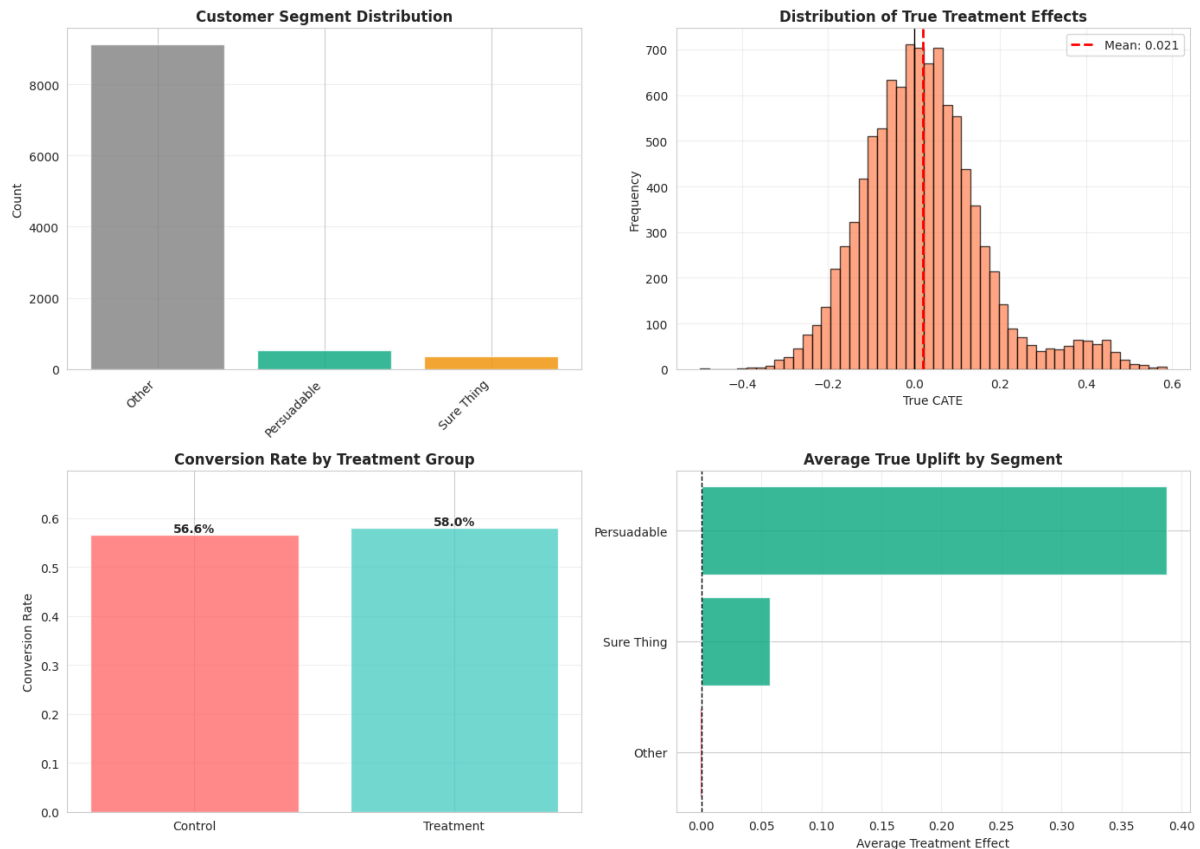 Customer Segment Distribution
8000
6000
4000
2000
0
Count
Other
Persuadable
Sure Thing
Distribution of True Treatment Effects
Mean: 0.021
700
600
500
400
300
200
100
0
Frequency
−0.4
−0.2
0.0
0.2
0.4
0.6
True CATE
Conversion Rate by Treatment Group
0.6
0.5
0.4
0.3
0.2
0.1
0.0
Conversion Rate
56.6%
58.0%
Control
Treatment
Average True Uplift by Segment
Persuadable
Sure Thing
Other
0.00
0.05
0.10
0.15
0.20
0.25
0.30
0.35
0.40
Average Treatment Effect